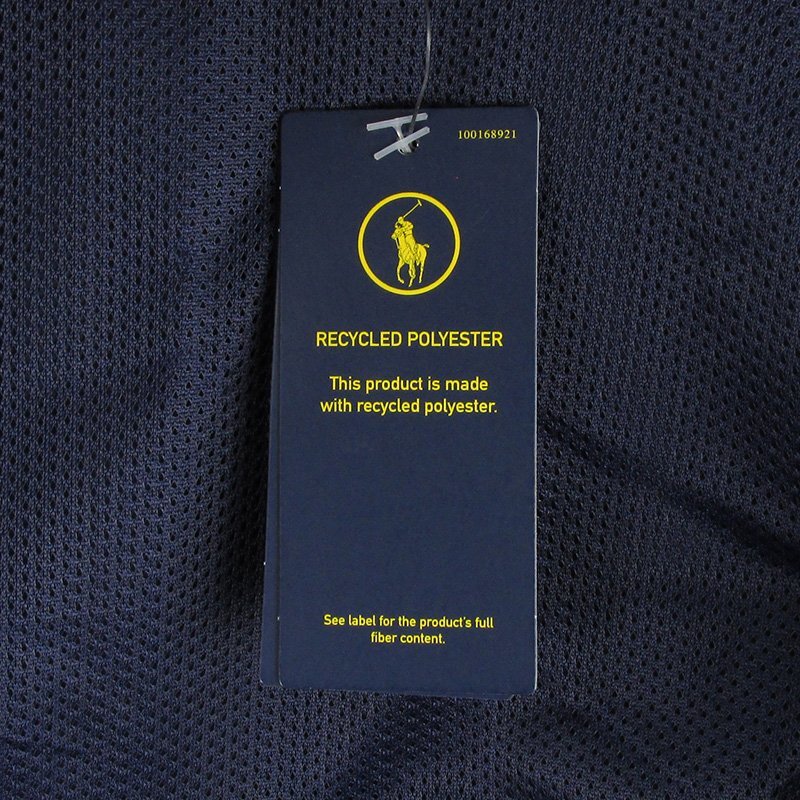 100168921
RECYCLED POLYESTER
This product is made
with recycled polyester.
See label for the product's full
fiber content.